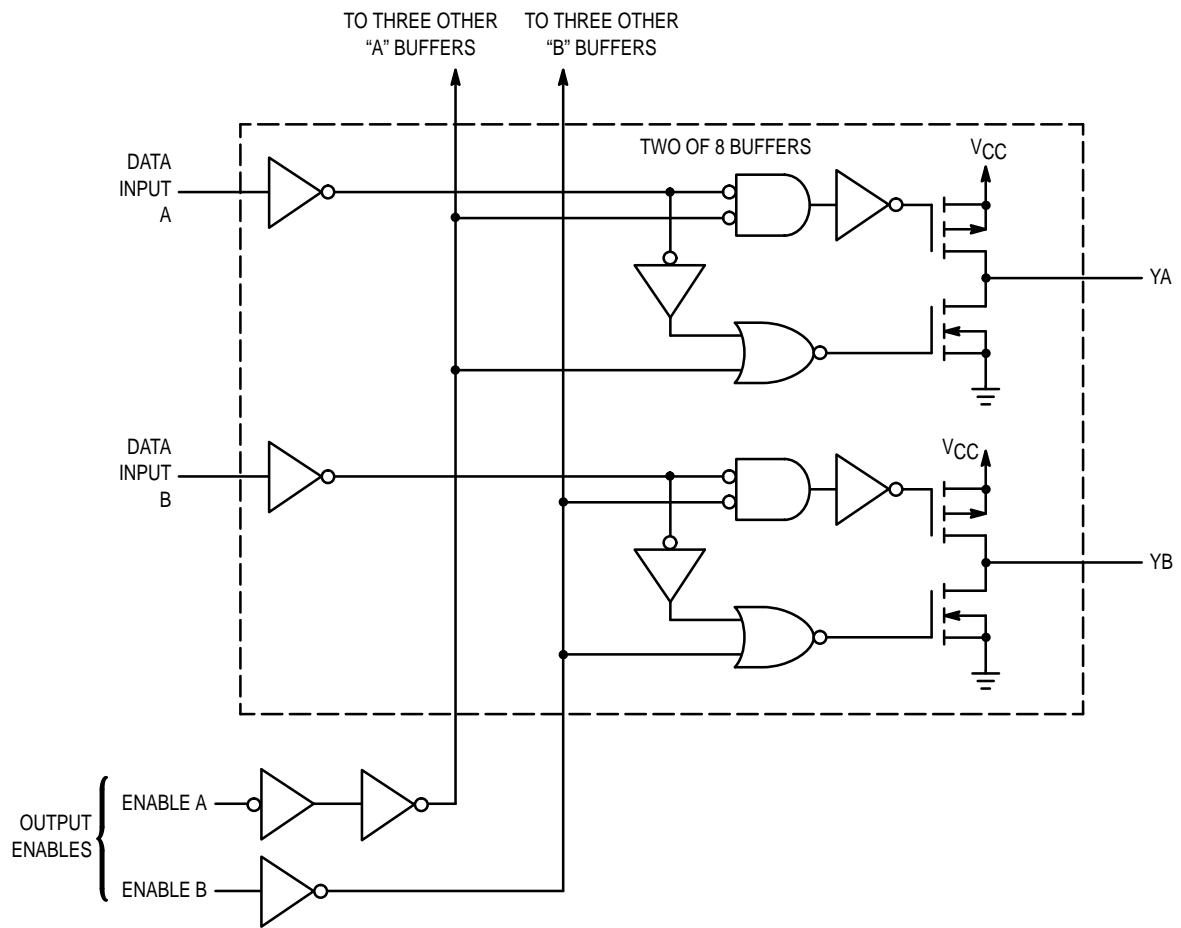 TO THREE OTHER
“A” BUFFERS
TO THREE OTHER
“B” BUFFERS
TWO OF 8 BUFFERS
DATA
INPUT
A
VCC
YA
DATA
INPUT
B
VCC
YB
OUTPUT
ENABLES
ENABLE A
ENABLE B